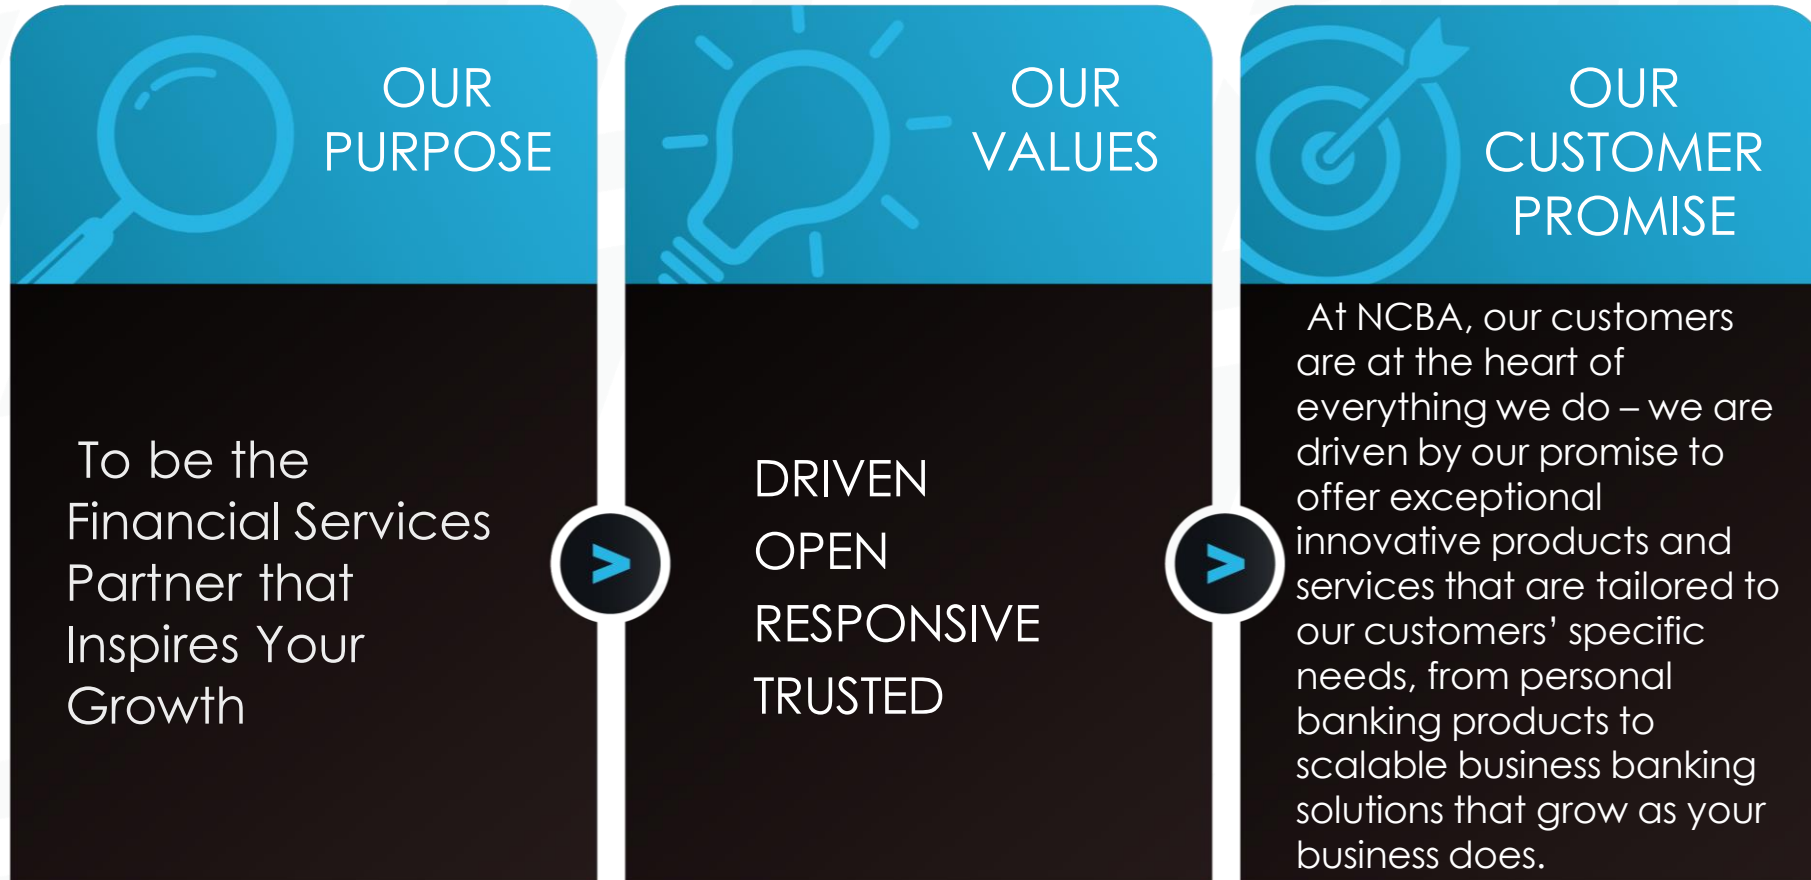 OUR
PURPOSE
To be the
Financial Services
Partner that
Inspires Your
Growth
>
OUR
VALUES
DRIVEN
OPEN
RESPONSIVE
TRUSTED
>
OUR
CUSTOMER
PROMISE
At NCBA, our customers
are at the heart of
everything we do – we are
driven by our promise to
offer exceptional
innovative products and
services that are tailored to
our customers’ specific
needs, from personal
banking products to
scalable business banking
solutions that grow as your
business does.